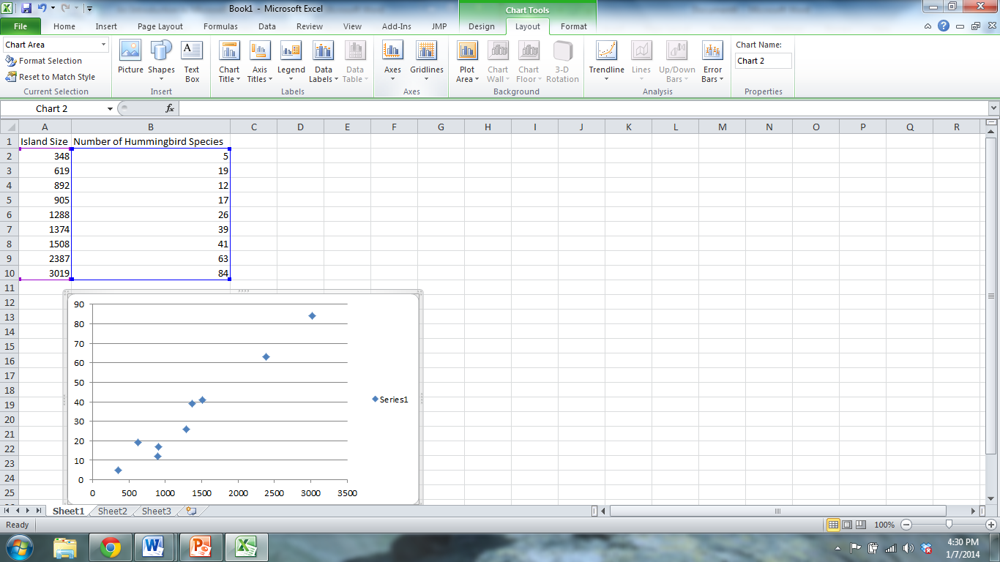 Book1 - Microsoft Excel
Chart Tools
File Home Insert Page Layout Formulas Data Review View Add-Ins JMP Design Layout Format
Chart Area
Format Selection
Reset to Match Style
Current Selection
Picture Shapes Text Box
Insert
Chart Title Axis Titles Legend Data Labels Data Table
Labels
Axes Gridlines
Axes
Plot Area Chart Wall Chart Floor 3-D Rotation
Background
Trendline Lines Up/Down Bars Error Bars
Analysis
Chart Name:
Chart 2
Properties
Chart 2 fx
A B C D E F G H I J K L M N O P Q R
1 Island Size Number of Hummingbird Species
2 348 5
3 619 19
4 892 12
5 905 17
6 1288 26
7 1374 39
8 1508 41
9 2387 63
10 3019 84
11
12
13
14
15
16
17
18
19
20
21
22
23
24
25
90
80
70
60
50
40
30
20
10
0
0 500 1000 1500 2000 2500 3000 3500
Series1
Sheet1 Sheet2 Sheet3
Ready 100%
4:30 PM
1/7/2014